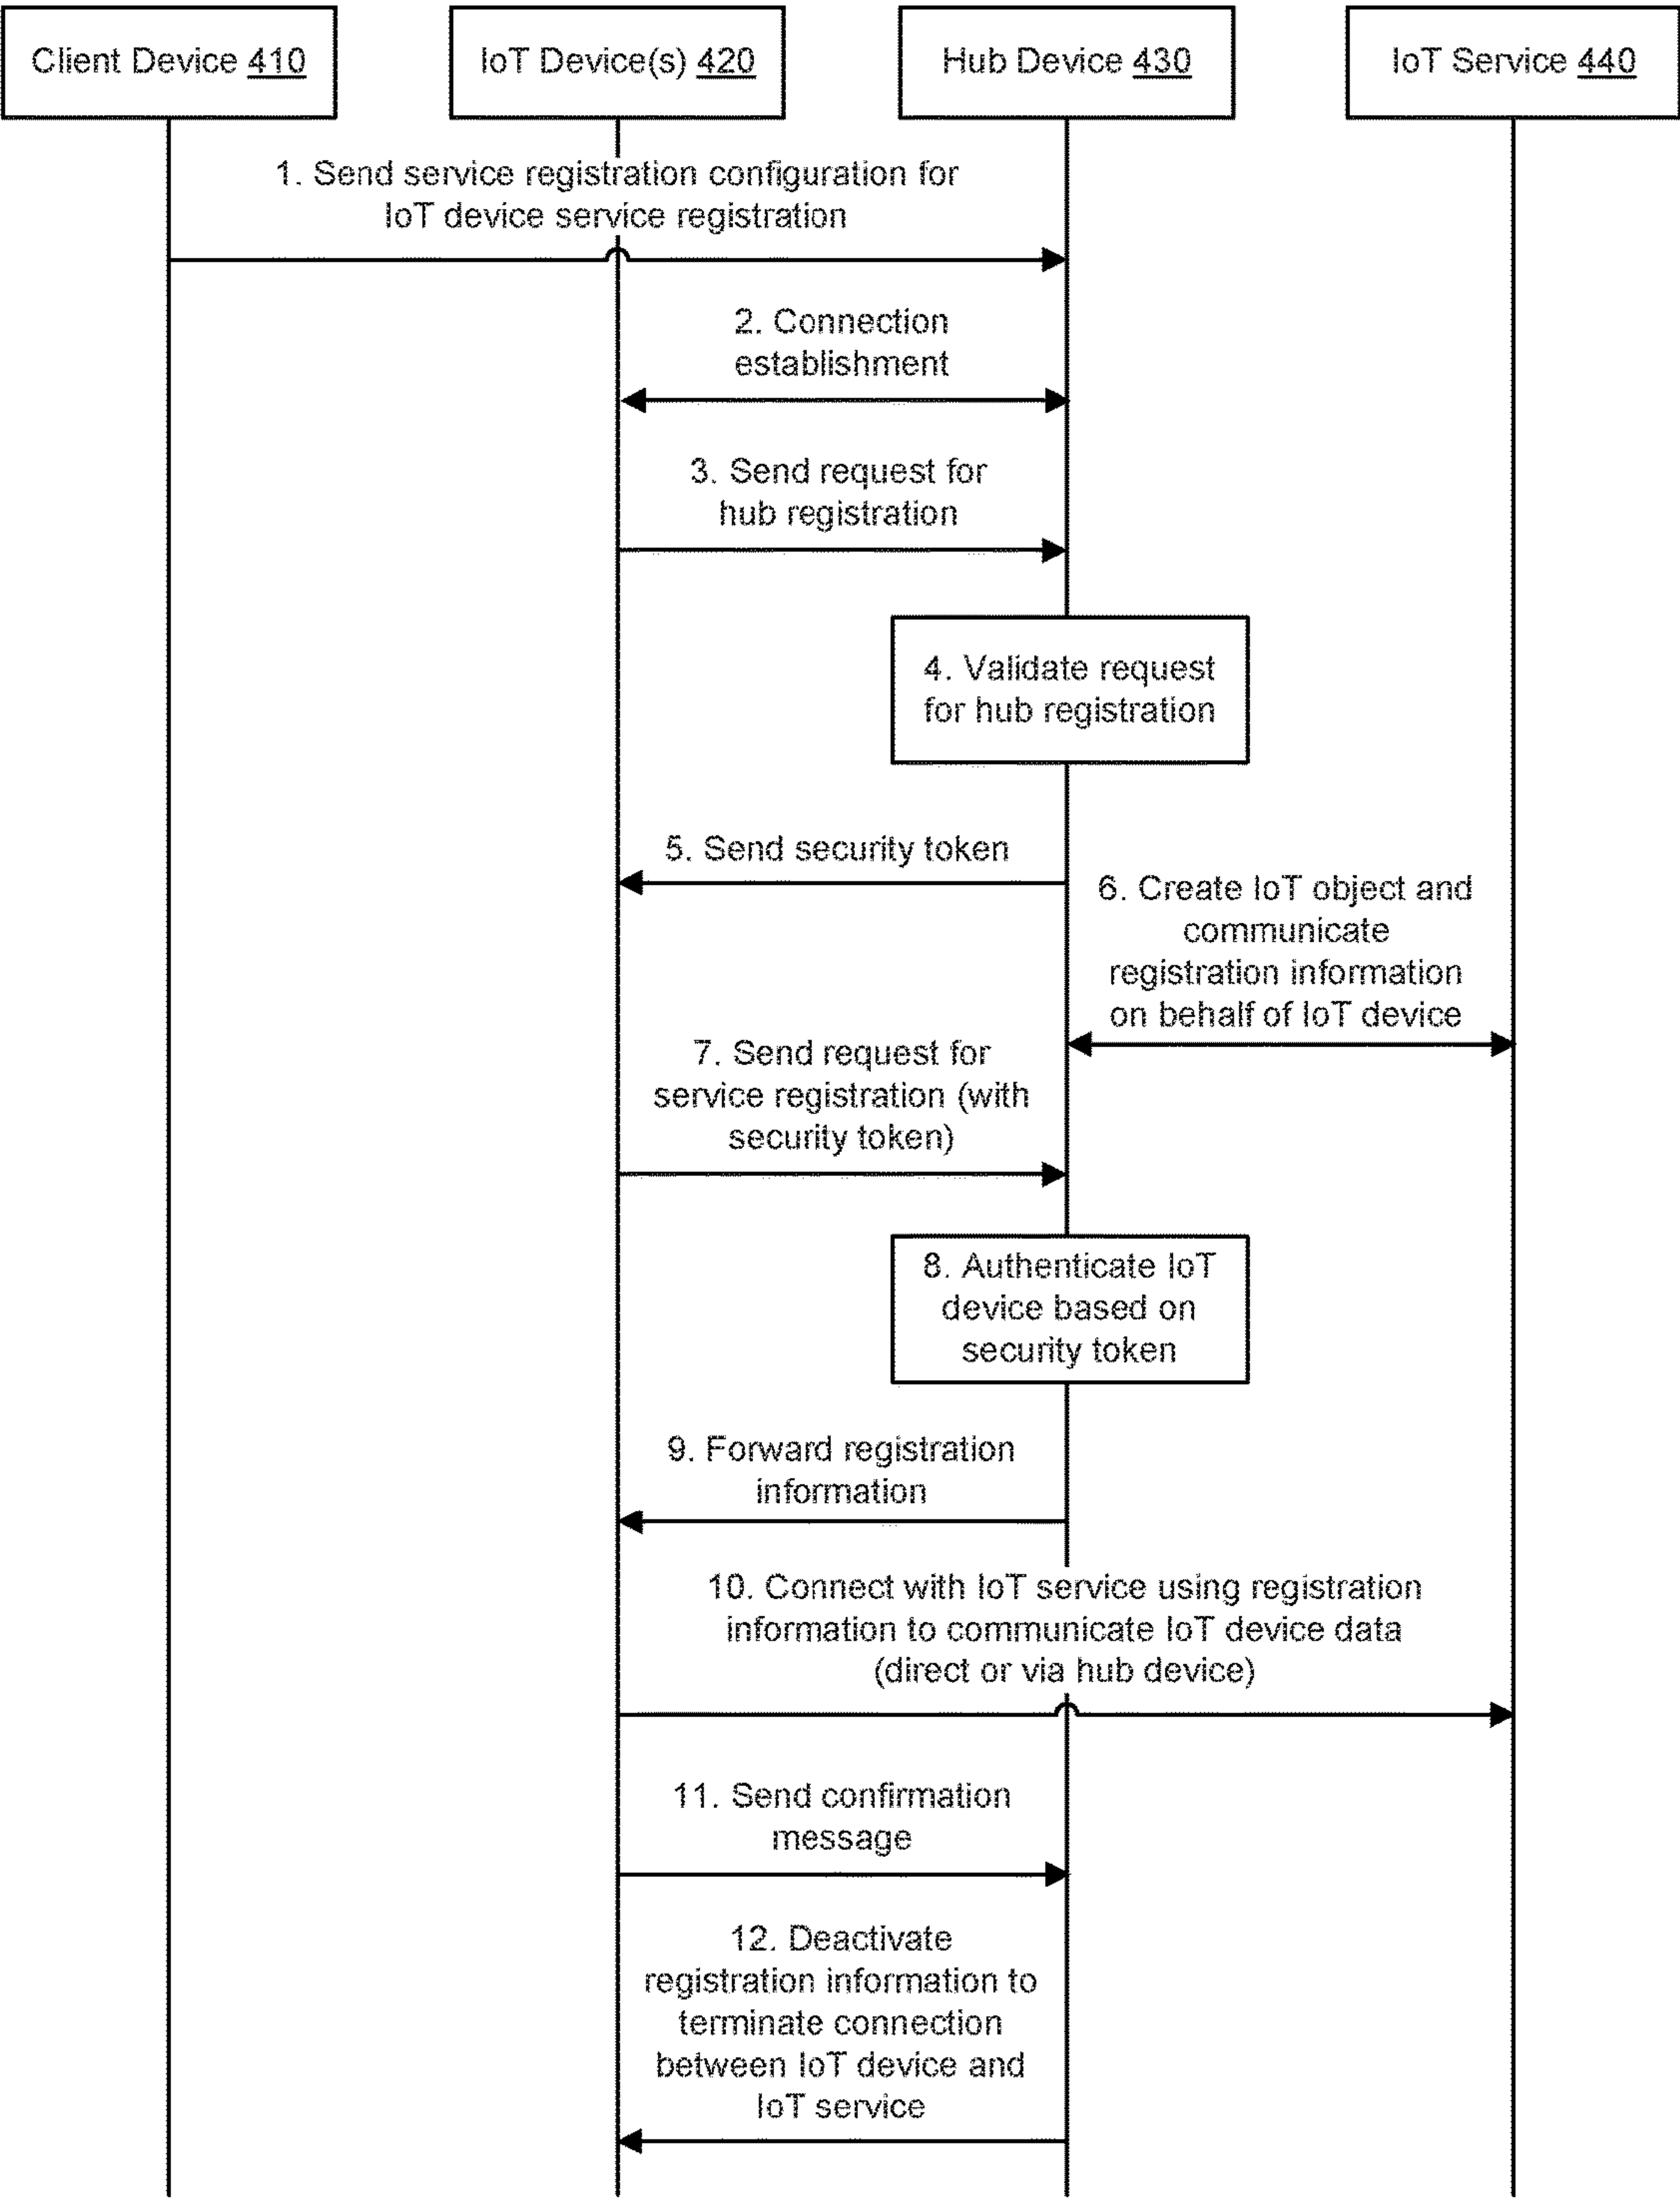 Client Device 410
IoT Device(s) 420
Hub Device 430
IoT Service 440
1. Send service registration configuration for
IoT device service registration
2. Connection
establishment
3. Send request for
hub registration
4. Validate request
for hub registration
5. Send security token
6. Create IoT object and
communicate
registration information
on behalf of IoT device
7. Send request for
service registration (with
security token)
8. Authenticate IoT
device based on
security token
9. Forward registration
information
10. Connect with IoT service using registration
information to communicate IoT device data
(direct or via hub device)
11. Send confirmation
message
12. Deactivate
registration information to
terminate connection
between IoT device and
IoT service